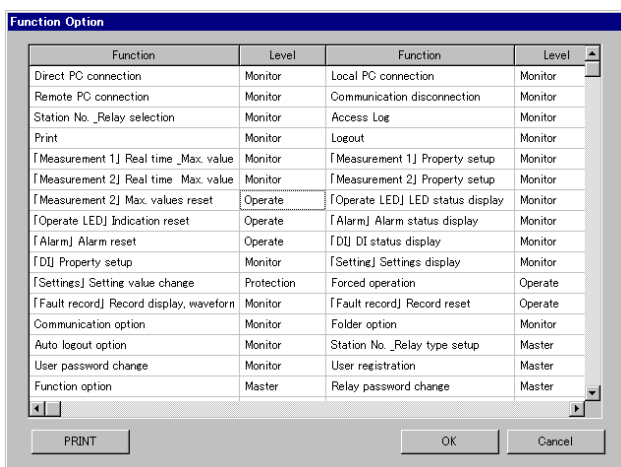 Function Option
Function Level Function Level
Direct PC connection Monitor Local PC connection Monitor
Remote PC connection Monitor Communication disconnection Monitor
Station No. _Relay selection Monitor Access Log Monitor
Print Monitor Logout Monitor
「Measurement 1」 Real time _Max. value Monitor 「Measurement 1」 Property setup Monitor
「Measurement 2」 Real time Max. value Monitor 「Measurement 2」 Property setup Monitor
「Measurement 2」 Max. values reset Operate 「Operate LED」 LED status display Monitor
「Operate LED」 Indication reset Operate 「Alarm」 Alarm status display Monitor
「Alarm」 Alarm reset Operate 「DI」 DI status display Monitor
「DI」 Property setup Monitor 「Setting」 Settings display Monitor
「Settings」 Setting value change Protection Forced operation Operate
「Fault record」 Record display, waveforn Monitor 「Fault record」 Record reset Operate
Communication option Monitor Folder option Monitor
Auto logout option Monitor Station No. _Relay type setup Master
User password change Monitor User registration Master
Function option Master Relay password change Master
PRINT OK Cancel